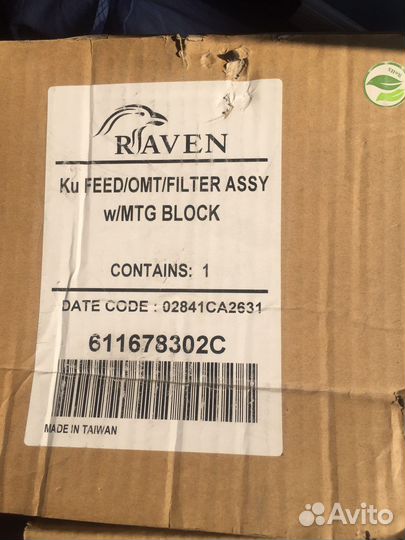 RAVEN
Ku FEED/OMT/FILTER ASSY
w/MTG BLOCK
CONTAINS: 1
DATE CODE : 02841CA2631
611678302C
MADE IN TAIWAN
Avito